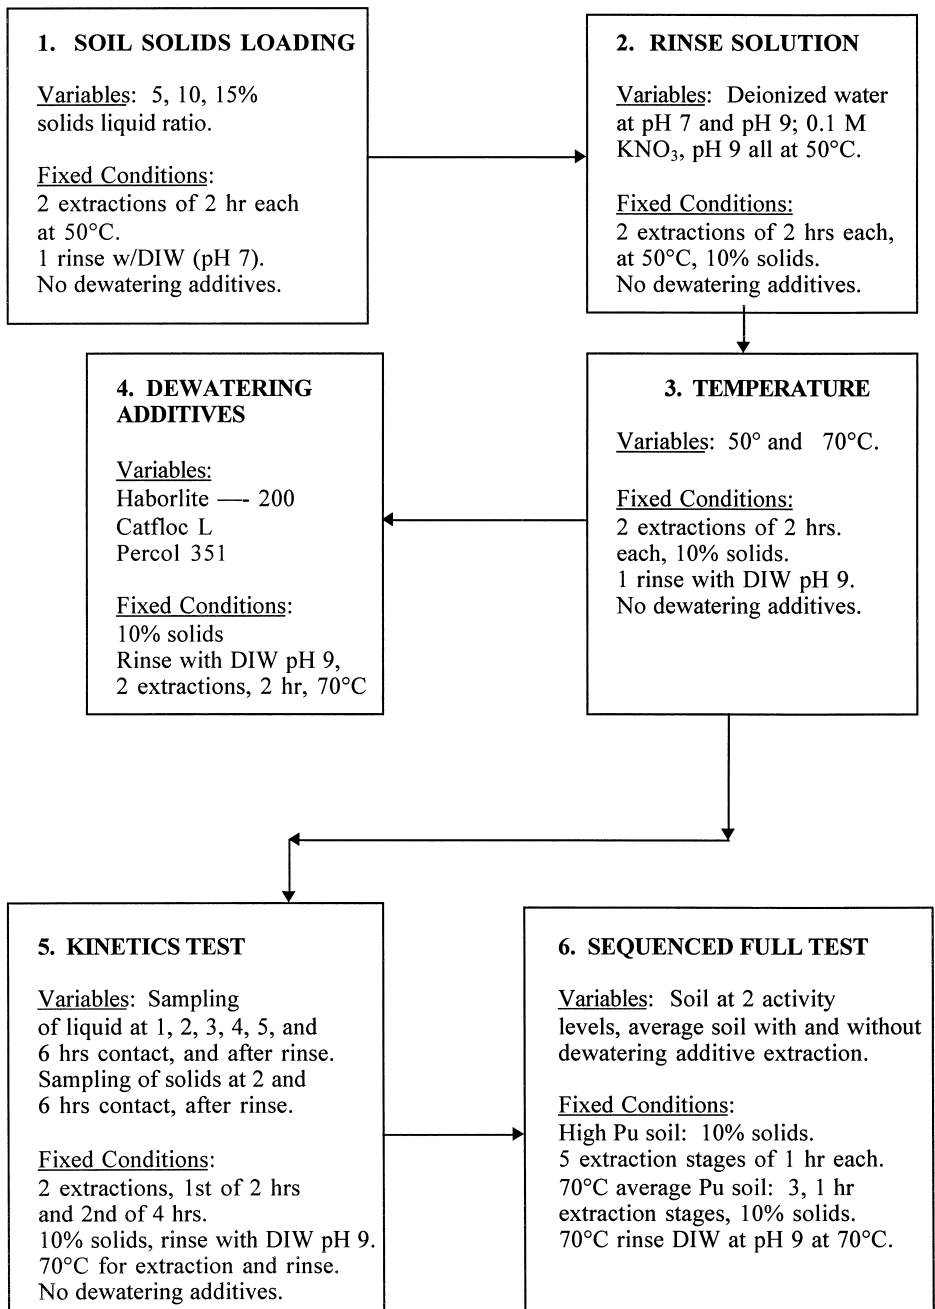 1. SOIL SOLIDS LOADING
Variables: 5, 10, 15%
solids liquid ratio.
Fixed Conditions:
2 extractions of 2 hr each
at 50°C.
1 rinse w/DIW (pH 7).
No dewatering additives.
2. RINSE SOLUTION
Variables: Deionized water
at pH 7 and pH 9; 0.1 M
KNO₃, pH 9 all at 50°C.
Fixed Conditions:
2 extractions of 2 hrs each,
at 50°C, 10% solids.
No dewatering additives.
3. TEMPERATURE
Variables: 50° and 70°C.
Fixed Conditions:
2 extractions of 2 hrs.
each, 10% solids.
1 rinse with DIW pH 9.
No dewatering additives.
4. DEWATERING
ADDITIVES
Variables:
Haborlite —- 200
Catfloc L
Percol 351
Fixed Conditions:
10% solids
Rinse with DIW pH 9,
2 extractions, 2 hr, 70°C
5. KINETICS TEST
Variables: Sampling
of liquid at 1, 2, 3, 4, 5, and
6 hrs contact, and after rinse.
Sampling of solids at 2 and
6 hrs contact, after rinse.
Fixed Conditions:
2 extractions, 1st of 2 hrs
and 2nd of 4 hrs.
10% solids, rinse with DIW pH 9.
70°C for extraction and rinse.
No dewatering additives.
6. SEQUENCED FULL TEST
Variables: Soil at 2 activity
levels, average soil with and without
dewatering additive extraction.
Fixed Conditions:
High Pu soil: 10% solids.
5 extraction stages of 1 hr each.
70°C average Pu soil: 3, 1 hr
extraction stages, 10% solids.
70°C rinse DIW at pH 9 at 70°C.